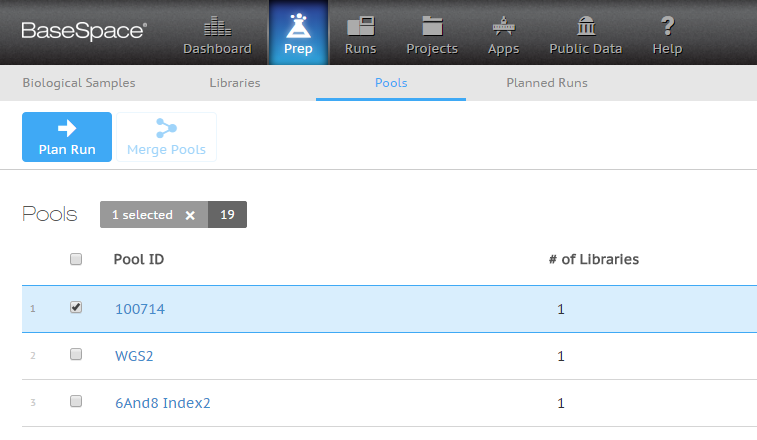 BaseSpace®
Dashboard Prep Runs Projects Apps Public Data ? Help
Biological Samples Libraries Pools Planned Runs
Plan Run Merge Pools
Pools 1 selected × 19
Pool ID # of Libraries
1 100714 1
2 WGS2 1
3 6And8 Index2 1